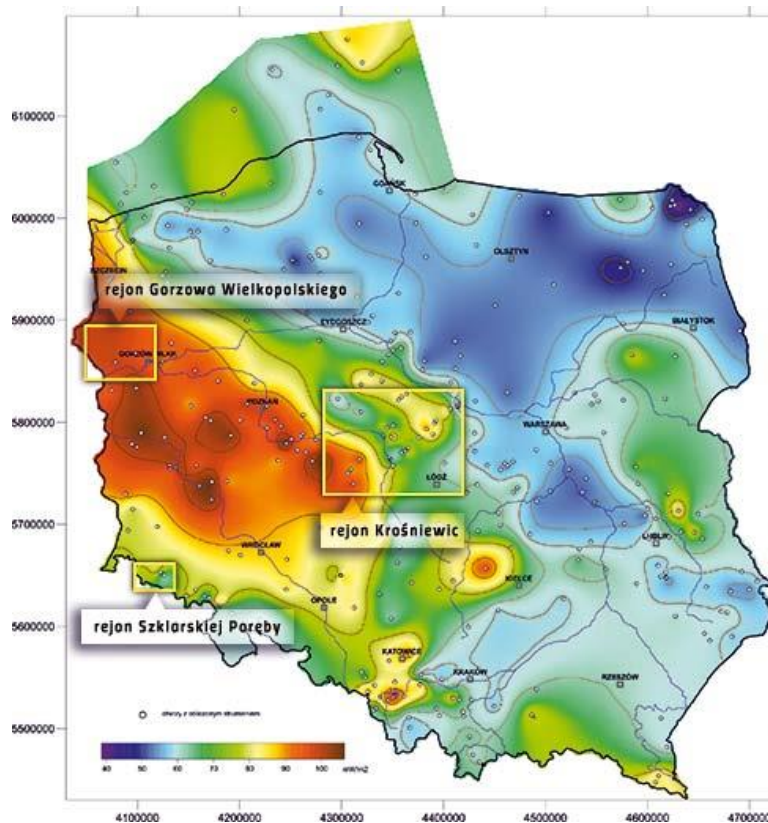 6100000
GDAŃSK
6000000
OLSZTYN
SZCZECIN
rejon Gorzowa Wielkopolskiego
5900000
BYDGOSZCZ
BIAŁYSTOK
GORZÓW WLKP.
5800000
POZNAŃ
WARSZAWA
ŁÓDŹ
rejon Krośniewic
5700000
WROCŁAW
LUBLIN
KIELCE
OPOLE
5600000
rejon Szklarskiej Poręby
KATOWICE
KRAKÓW
RZESZÓW
5500000
40 50 60 70 80 90 100 mW/m2
4100000 4200000 4300000 4400000 4500000 4600000 4700000